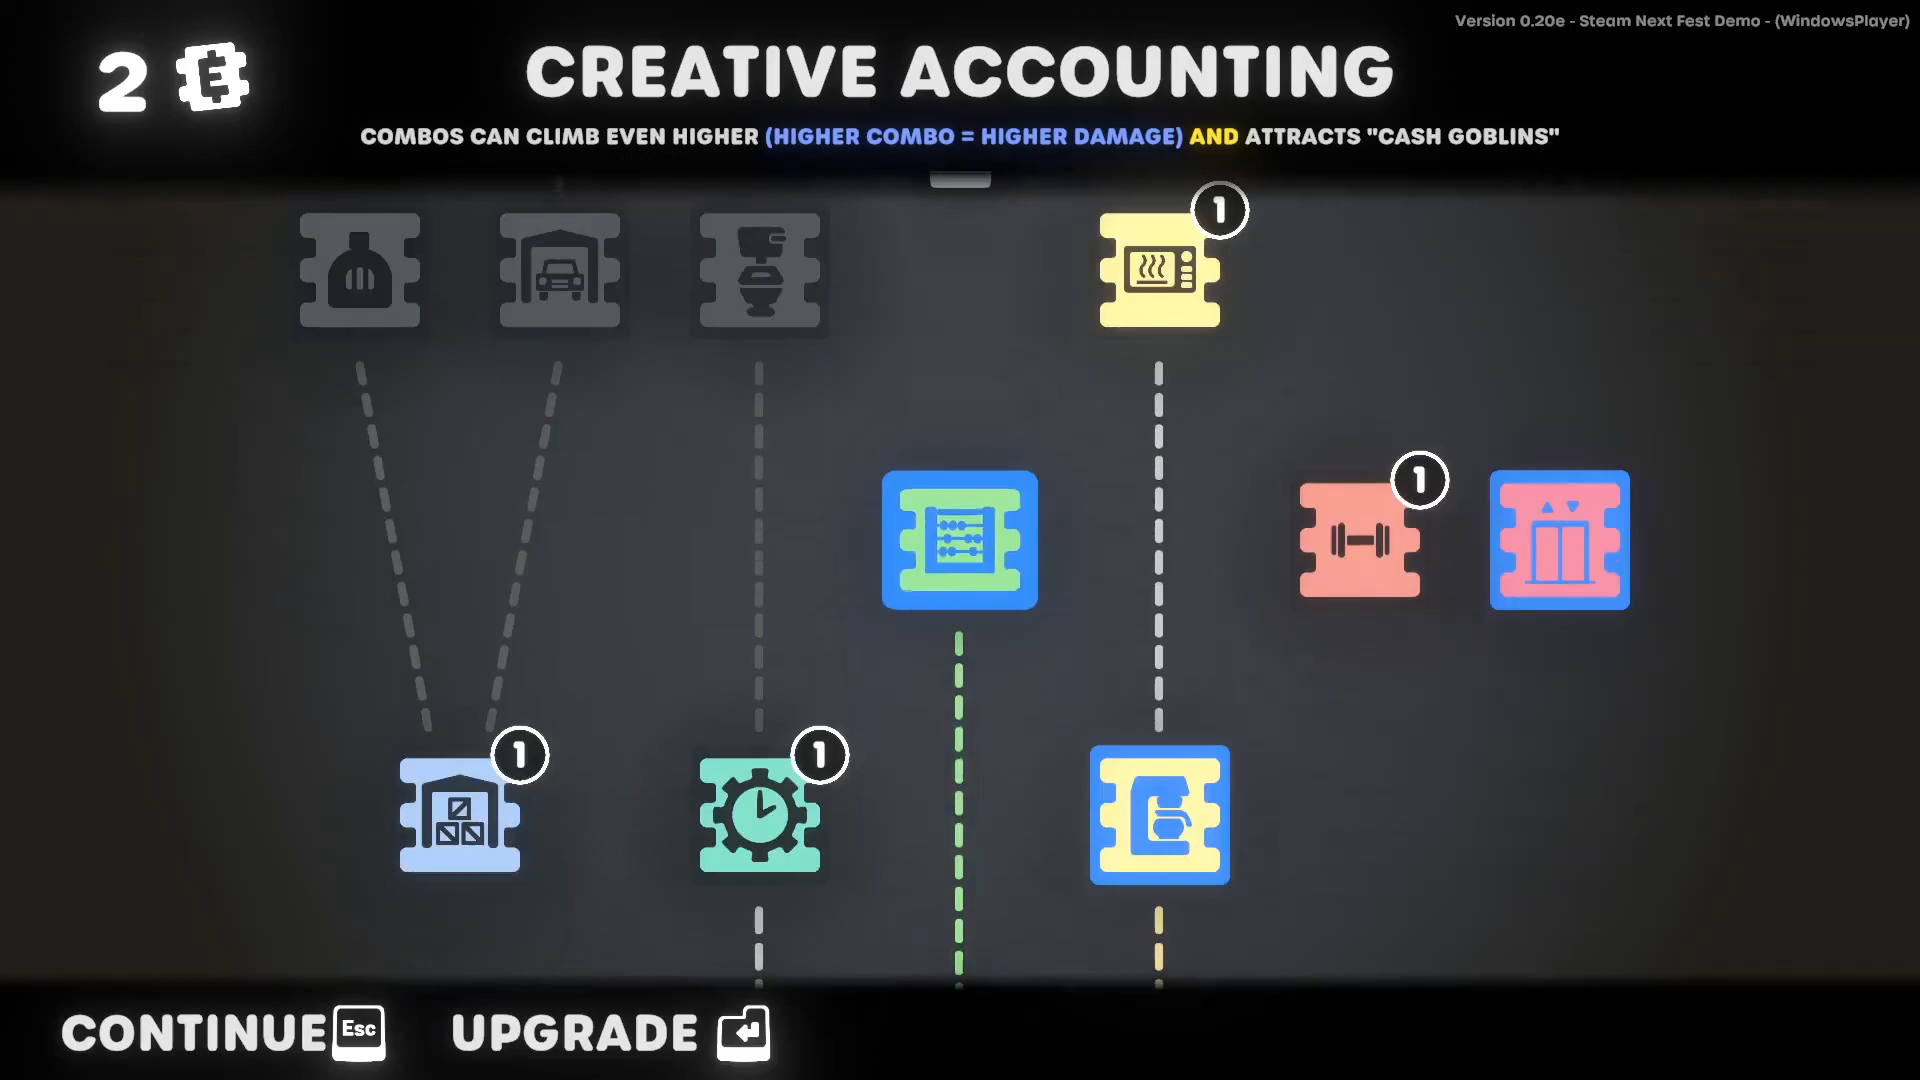 Version 0.20e - Steam Next Fest Demo - (WindowsPlayer)
2 E
CREATIVE ACCOUNTING
COMBOS CAN CLIMB EVEN HIGHER (HIGHER COMBO = HIGHER DAMAGE) AND ATTRACTS "CASH GOBLINS"
1
1
1
1
CONTINUE Esc UPGRADE